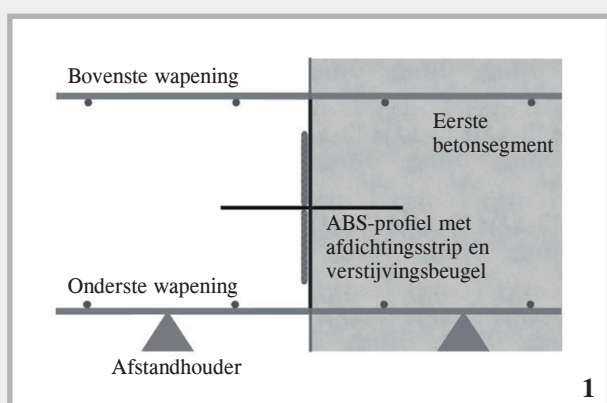 Bovenste wapening
Eerste
betonsegment
ABS-profiel met
afdichtingsstrip en
verstijvingsbeugel
Onderste wapening
Afstandhouder
1